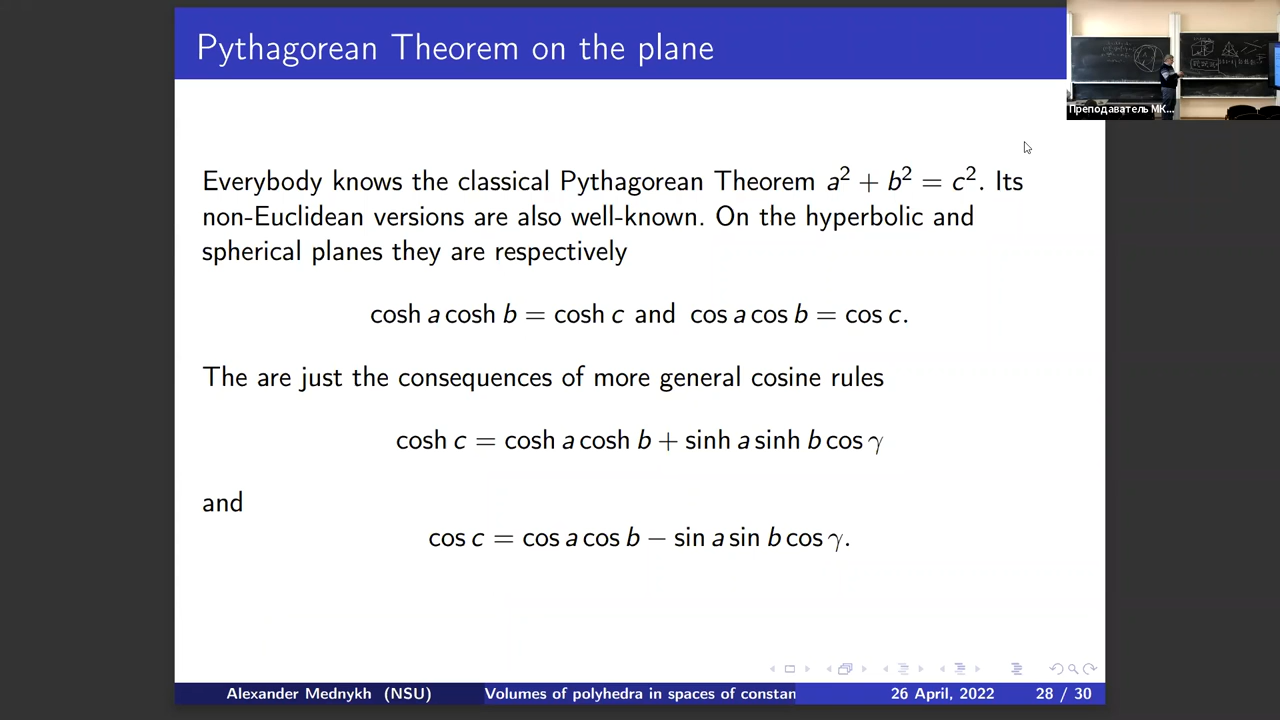 Pythagorean Theorem on the plane
Преподаватель МК...
Everybody knows the classical Pythagorean Theorem a² + b² = c². Its
non-Euclidean versions are also well-known. On the hyperbolic and
spherical planes they are respectively
cosh a cosh b = cosh c and cos a cos b = cos c.
The are just the consequences of more general cosine rules
cosh c = cosh a cosh b + sinh a sinh b cos γ
and
cos c = cos a cos b − sin a sin b cos γ.
Alexander Mednykh (NSU) Volumes of polyhedra in spaces of constan 26 April, 2022 28 / 30